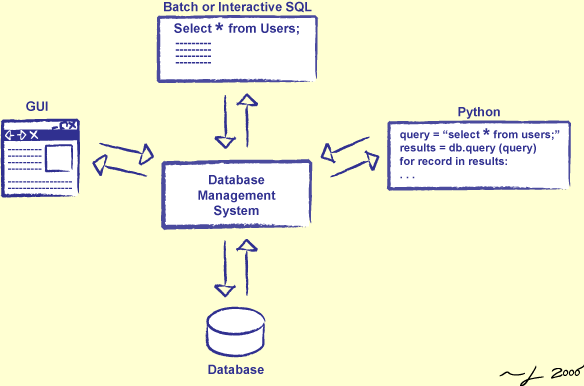 Batch or Interactive SQL
Select * from Users;
GUI
Python
query = “select * from users;”
results = db.query (query)
for record in results:
. . .
Database
Management
System
Database
2000